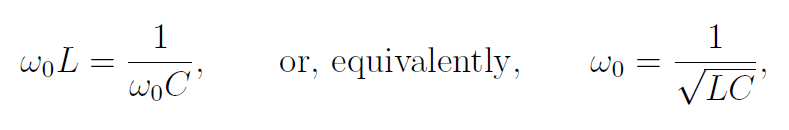 ω₀L = 1/(ω₀C), or, equivalently, ω₀ = 1/√(LC),